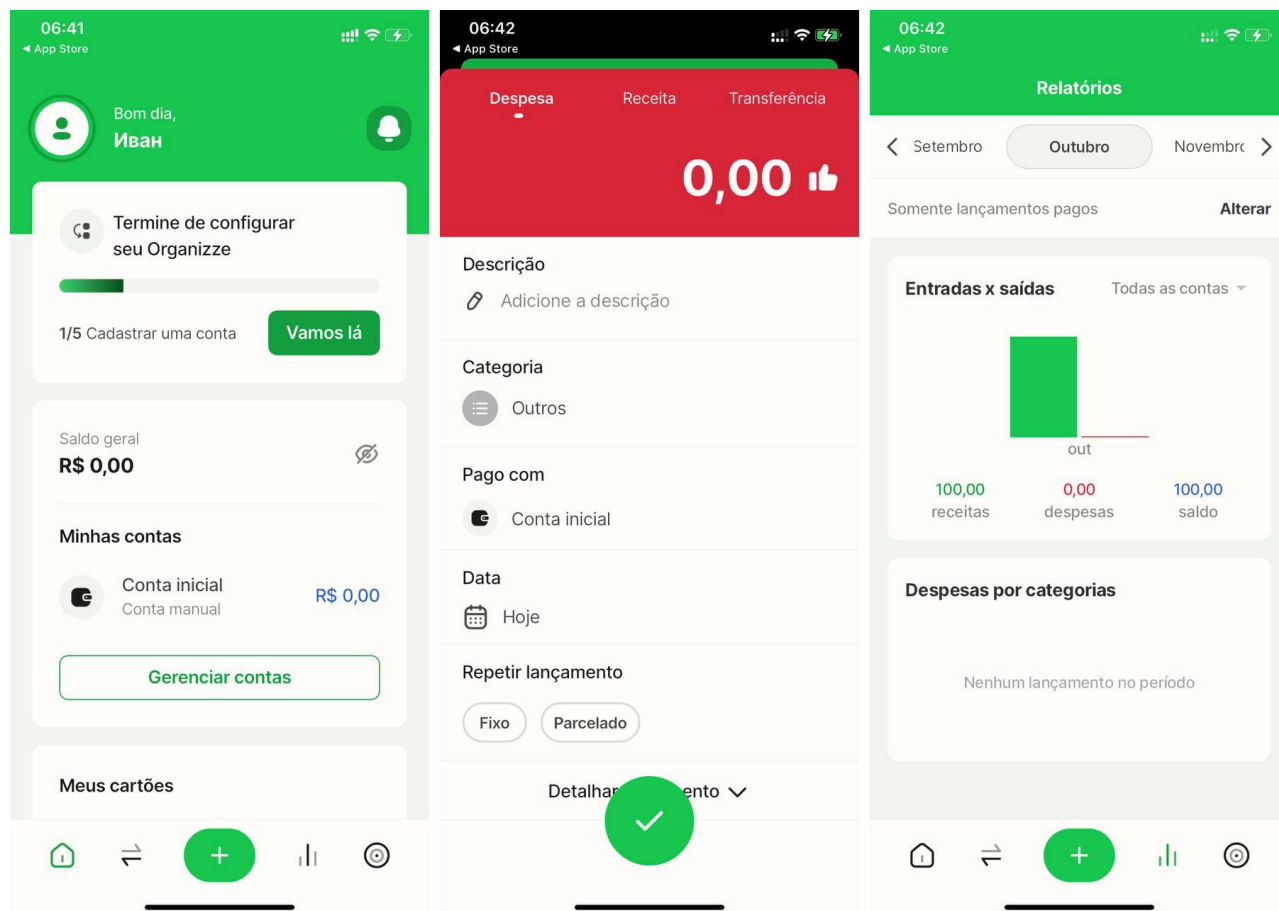 06:41
◄ App Store
Bom dia,
Иван
Termine de configurar
seu Organizze
1/5 Cadastrar uma conta
Vamos lá
Saldo geral
R$ 0,00
Minhas contas
Conta inicial
Conta manual
R$ 0,00
Gerenciar contas
Meus cartões
06:42
◄ App Store
Despesa Receita Transferência
0,00
Descrição
Adicione a descrição
Categoria
Outros
Pago com
Conta inicial
Data
Hoje
Repetir lançamento
Fixo Parcelado
Detalhar
ento
06:42
◄ App Store
Relatórios
Setembro Outubro Novembro
Somente lançamentos pagos Alterar
Entradas x saídas Todas as contas
out
100,00 0,00 100,00
receitas despesas saldo
Despesas por categorias
Nenhum lançamento no período